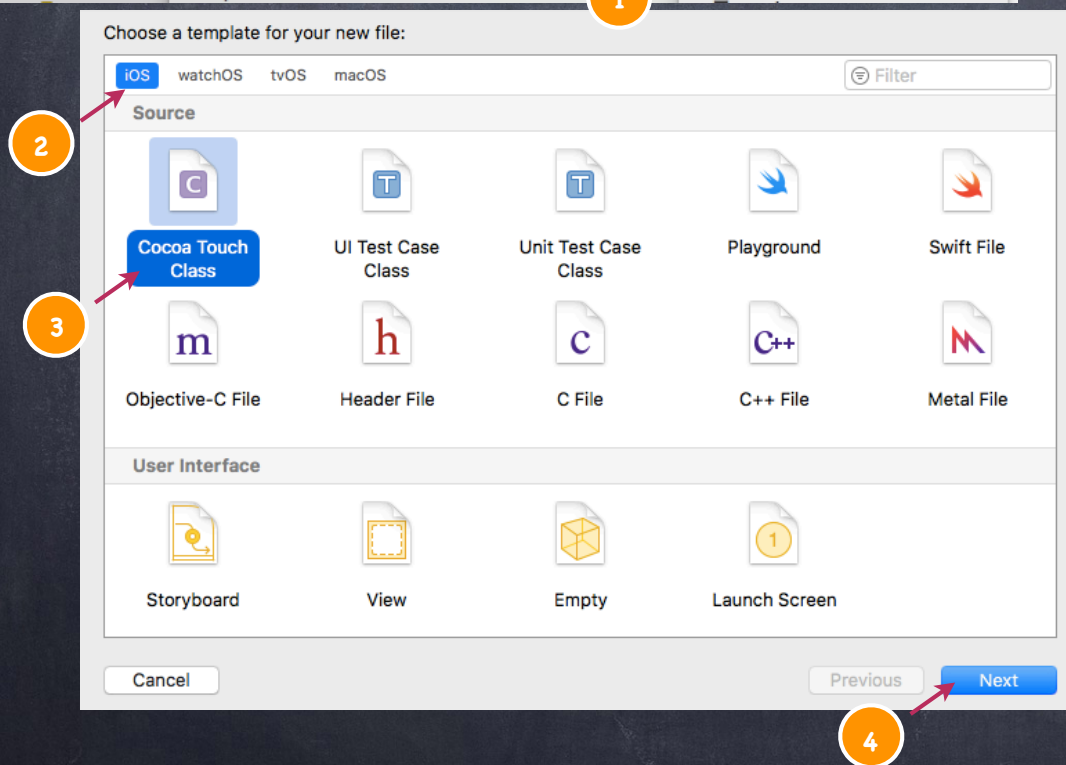 1
Choose a template for your new file:
iOS watchOS tvOS macOS Filter
2
Source
C T T
Cocoa Touch Class
UI Test Case Class
Unit Test Case Class
Playground
Swift File
3
m h c C++
Objective-C File Header File C File C++ File Metal File
User Interface
1
Storyboard View Empty Launch Screen
Cancel Previous Next
4